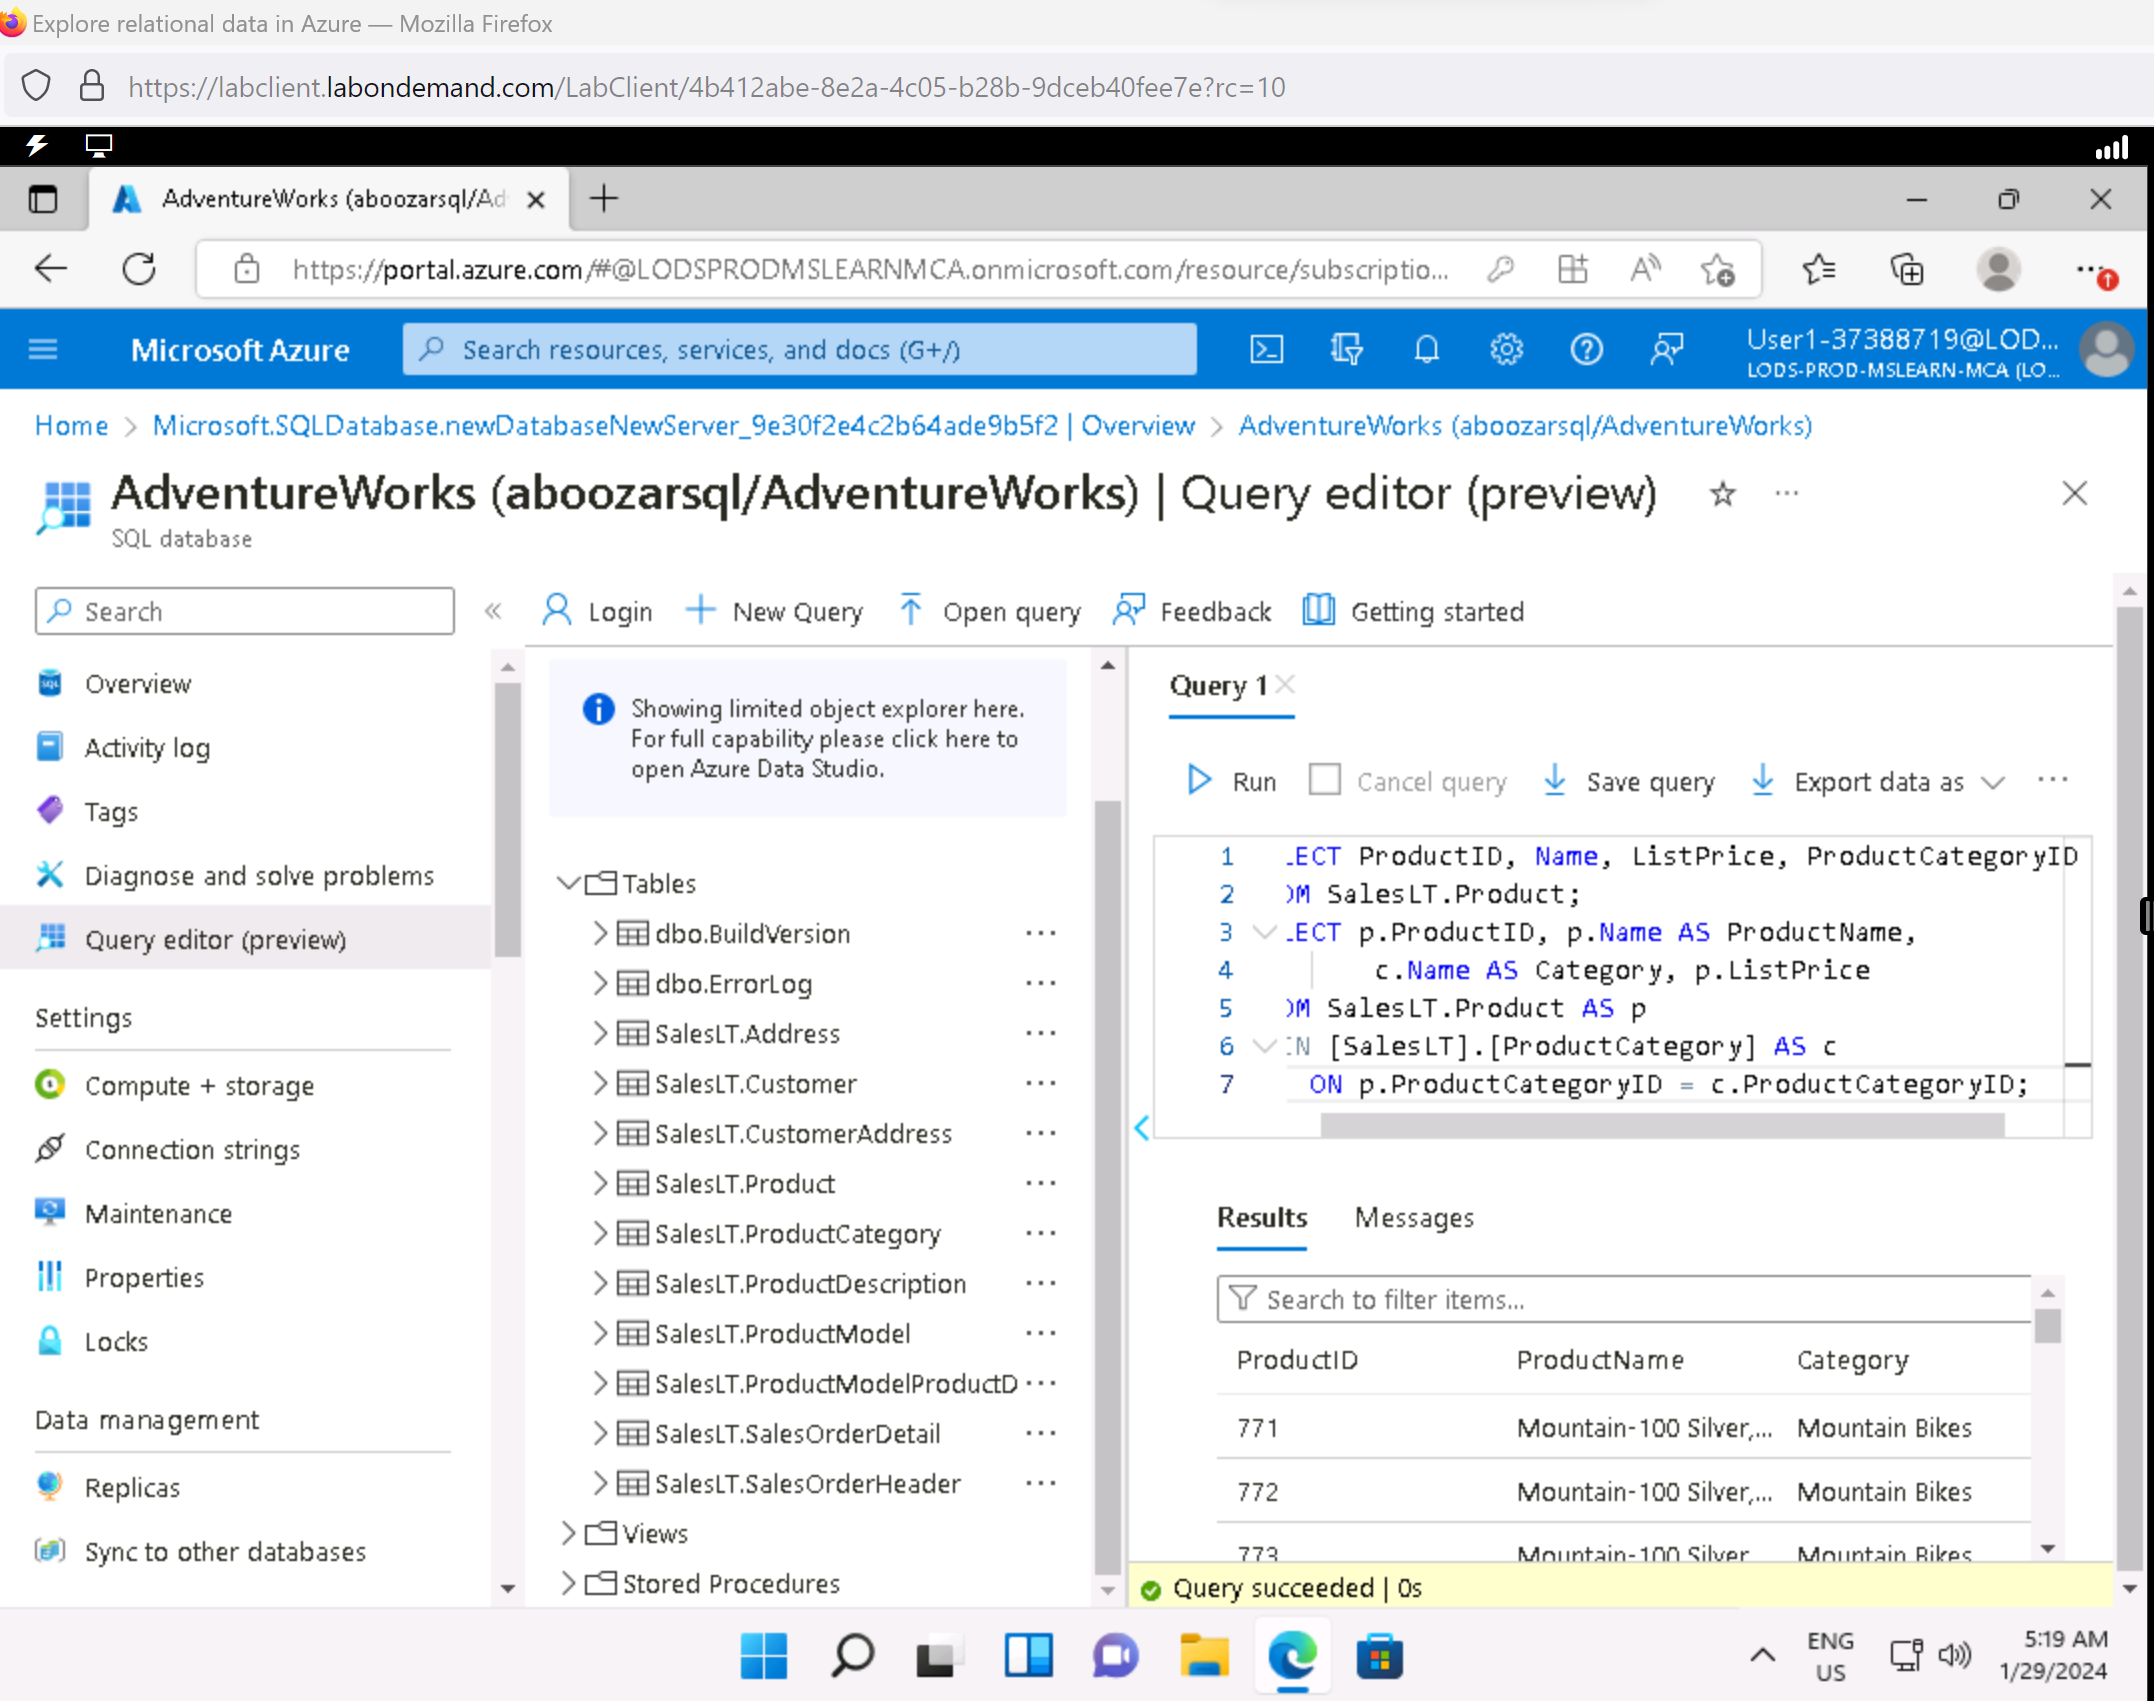 Explore relational data in Azure — Mozilla Firefox
https://labclient.labondemand.com/LabClient/4b412abe-8e2a-4c05-b28b-9dceb40fee7e?rc=10
AdventureWorks (aboozarsql/Ad
https://portal.azure.com/#@LODSPRODMSLEARNMCA.onmicrosoft.com/resource/subscriptio...
Microsoft Azure
Search resources, services, and docs (G+/)
User1-37388719@LOD...
LODS-PROD-MSLEARN-MCA (LO...
Home > Microsoft.SQLDatabase.newDatabaseNewServer_9e30f2e4c2b64ade9b5f2 | Overview > AdventureWorks (aboozarsql/AdventureWorks)
AdventureWorks (aboozarsql/AdventureWorks) | Query editor (preview)
SQL database
Search
Overview
Activity log
Tags
Diagnose and solve problems
Query editor (preview)
Settings
Compute + storage
Connection strings
Maintenance
Properties
Locks
Data management
Replicas
Sync to other databases
Login
New Query
Open query
Feedback
Getting started
Showing limited object explorer here.
For full capability please click here to
open Azure Data Studio.
Tables
dbo.BuildVersion
dbo.ErrorLog
SalesLT.Address
SalesLT.Customer
SalesLT.CustomerAddress
SalesLT.Product
SalesLT.ProductCategory
SalesLT.ProductDescription
SalesLT.ProductModel
SalesLT.ProductModelProductD
SalesLT.SalesOrderDetail
SalesLT.SalesOrderHeader
Views
Stored Procedures
Query 1
Run
Cancel query
Save query
Export data as
1 LECT ProductID, Name, ListPrice, ProductCategoryID
2 OM SalesLT.Product;
3 LECT p.ProductID, p.Name AS ProductName,
4 c.Name AS Category, p.ListPrice
5 OM SalesLT.Product AS p
6 IN [SalesLT].[ProductCategory] AS c
7 ON p.ProductCategoryID = c.ProductCategoryID;
Results Messages
Search to filter items...
ProductID ProductName Category
771 Mountain-100 Silver,... Mountain Bikes
772 Mountain-100 Silver,... Mountain Bikes
773 Mountain-100 Silver Mountain Bikes
Query succeeded | 0s
ENG
US
5:19 AM
1/29/2024